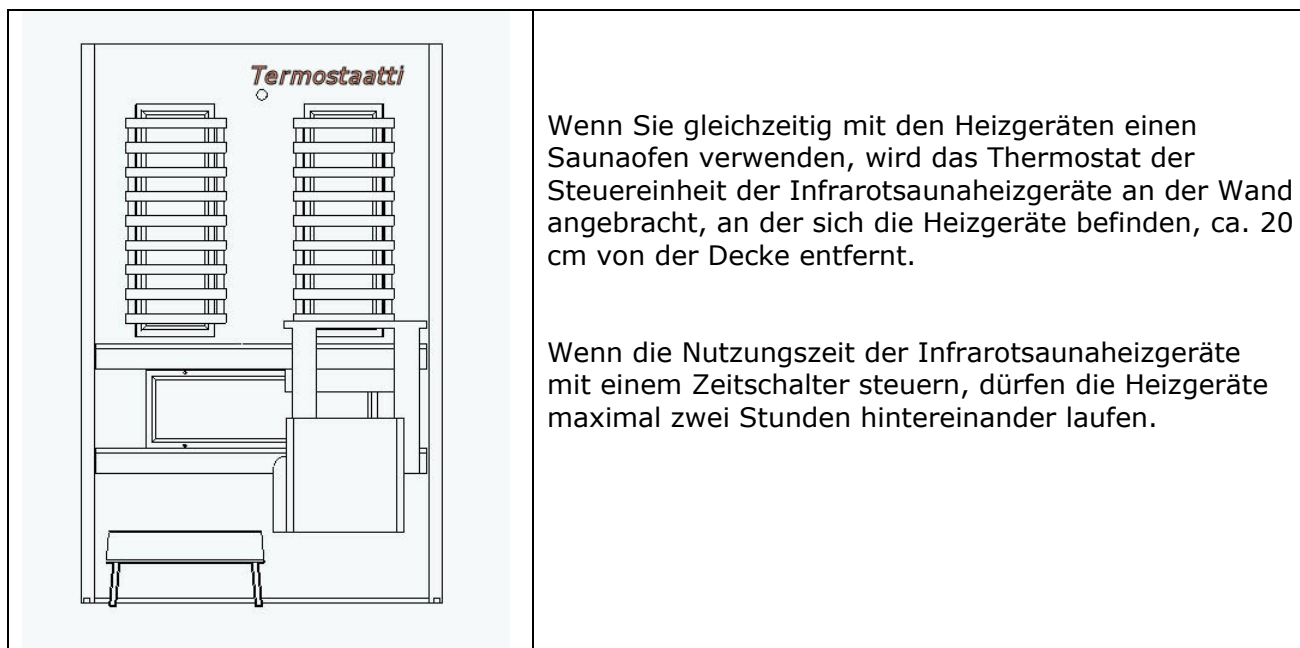 Termostaatti
Wenn Sie gleichzeitig mit den Heizgeräten einen
Saunaofen verwenden, wird das Thermostat der
Steuereinheit der Infrarotsaunaheizgeräte an der Wand
angebracht, an der sich die Heizgeräte befinden, ca. 20
cm von der Decke entfernt.
Wenn die Nutzungszeit der Infrarotsaunaheizgeräte
mit einem Zeitschalter steuern, dürfen die Heizgeräte
maximal zwei Stunden hintereinander laufen.